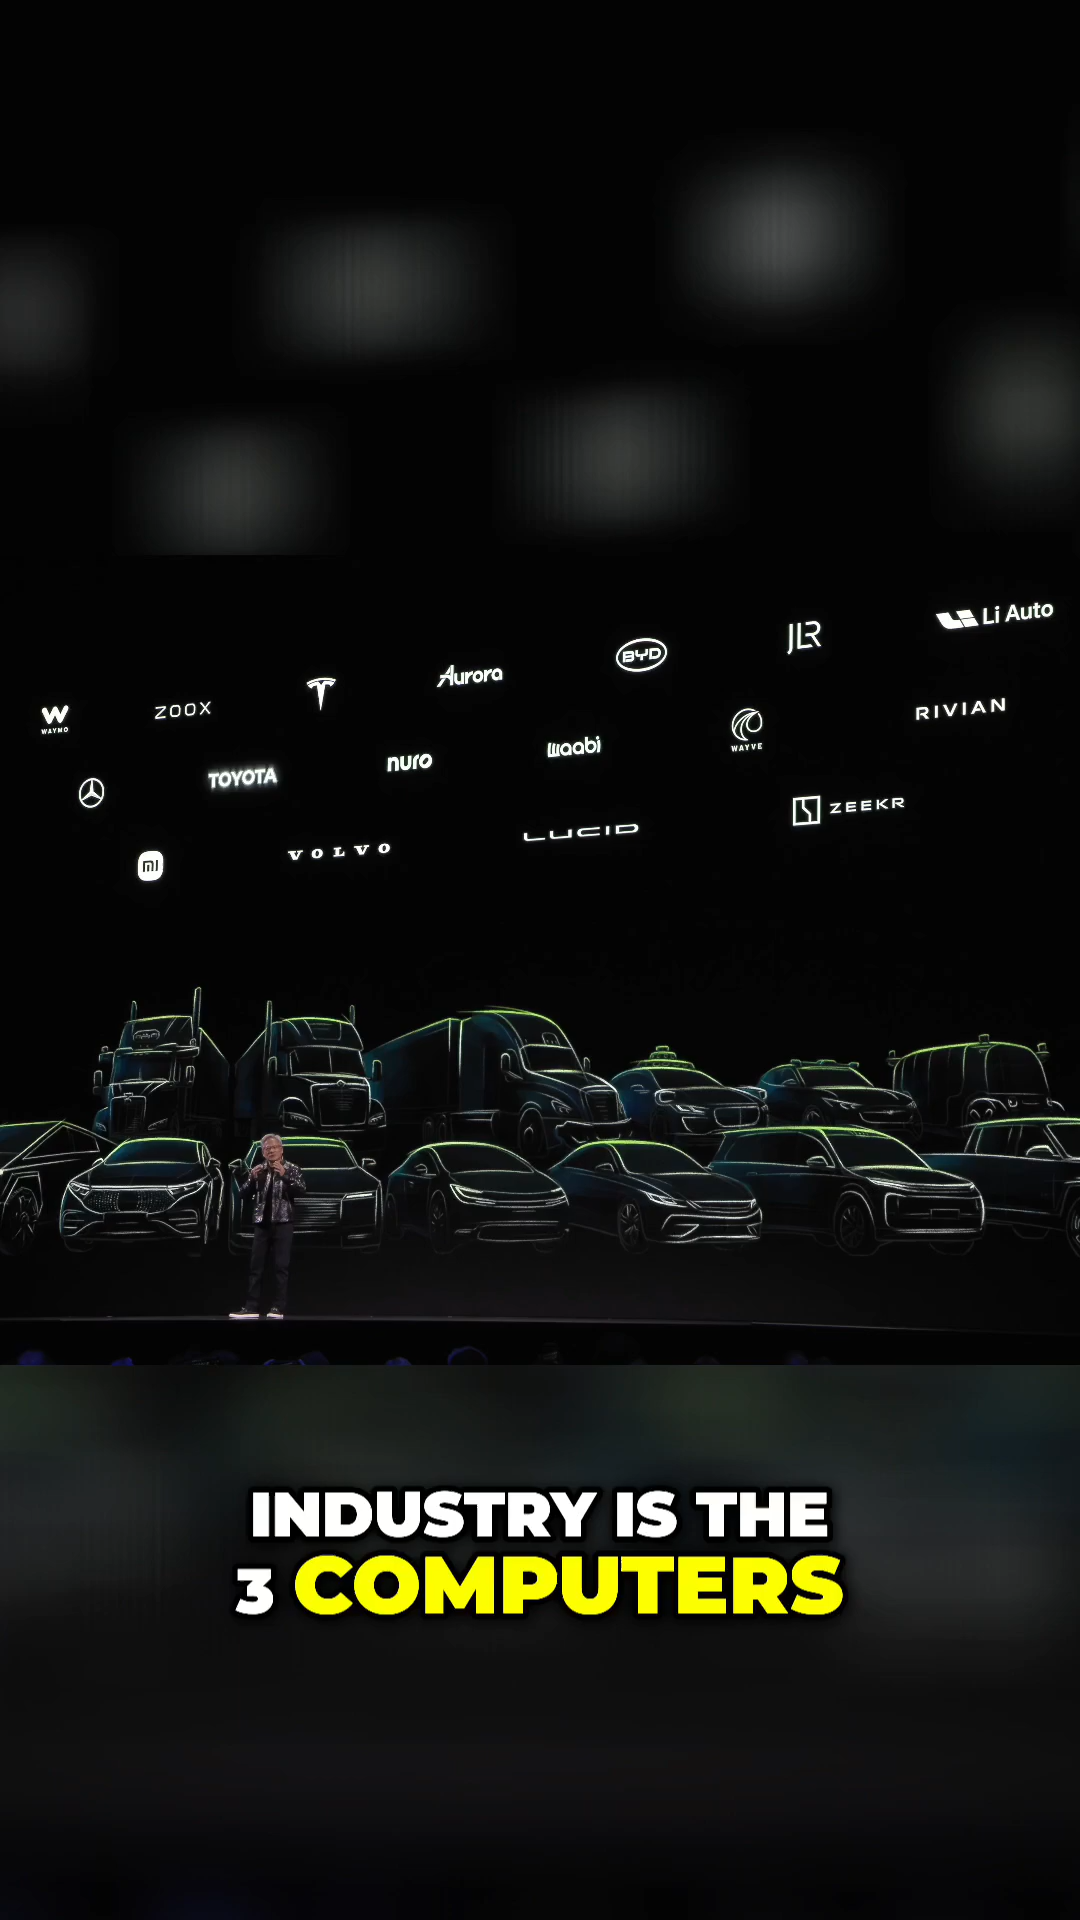 Li Auto
JLR
BYD
Aurora
ZOOX
WAYMO
RIVIAN
WAYVE
waabi
nuro
TOYOTA
ZEEKR
LUCID
VOLVO
MI
INDUSTRY IS THE
3 COMPUTERS